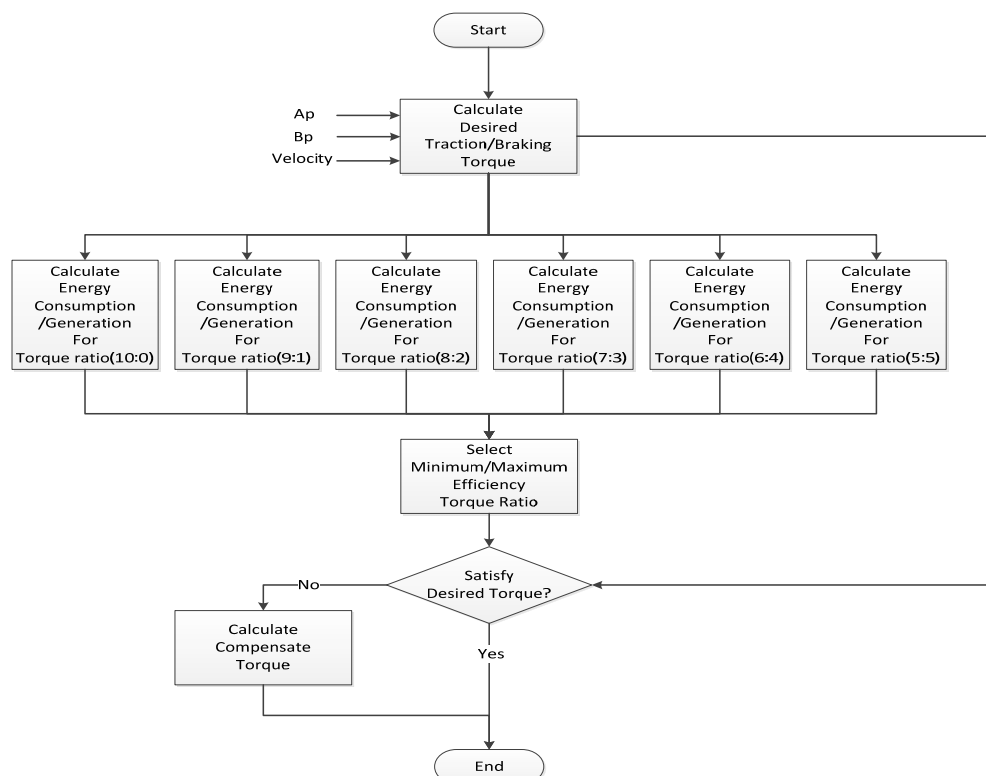 Start
Ap
Bp
Velocity
Calculate
Desired
Traction/Braking
Torque
Calculate
Energy
Consumption
/Generation
For
Torque ratio(10:0)
Calculate
Energy
Consumption
/Generation
For
Torque ratio(9:1)
Calculate
Energy
Consumption
/Generation
For
Torque ratio(8:2)
Calculate
Energy
Consumption
/Generation
For
Torque ratio(7:3)
Calculate
Energy
Consumption
/Generation
For
Torque ratio(6:4)
Calculate
Energy
Consumption
/Generation
For
Torque ratio(5:5)
Select
Minimum/Maximum
Efficiency
Torque Ratio
Satisfy
Desired Torque?
No
Calculate
Compensate
Torque
Yes
End